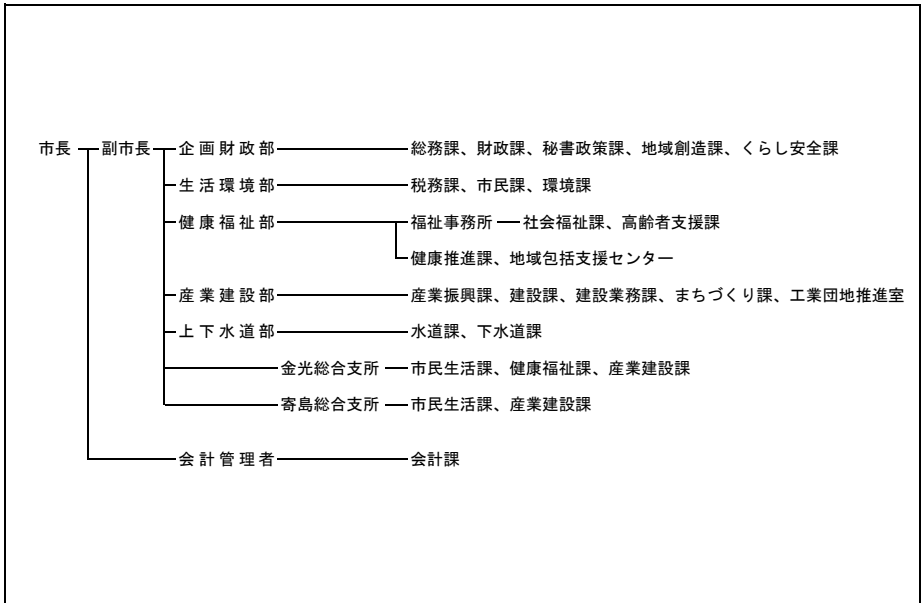 市長 副市長 企画財政部 総務課、財政課、秘書政策課、地域創造課、くらし安全課
生活環境部 税務課、市民課、環境課
健康福祉部 福祉事務所 社会福祉課、高齢者支援課
健康推進課、地域包括支援センター
産業建設部 産業振興課、建設課、建設業務課、まちづくり課、工業団地推進室
上下水道部 水道課、下水道課
金光総合支所 市民生活課、健康福祉課、産業建設課
寄島総合支所 市民生活課、産業建設課
会計管理者 会計課